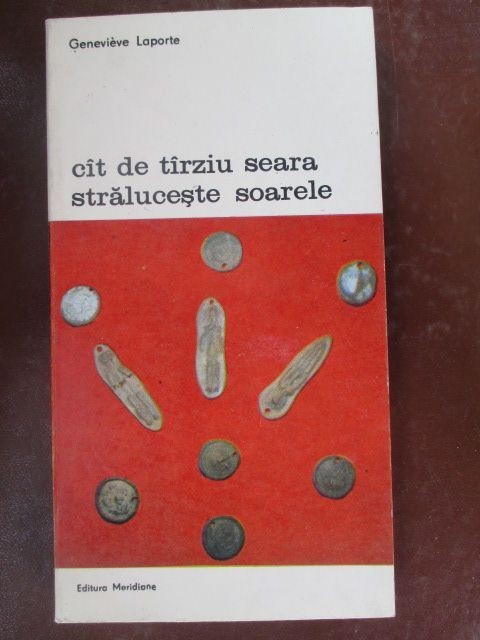 Geneviève Laporte
cît de tîrziu seara
strălucește soarele
Editura Meridiane